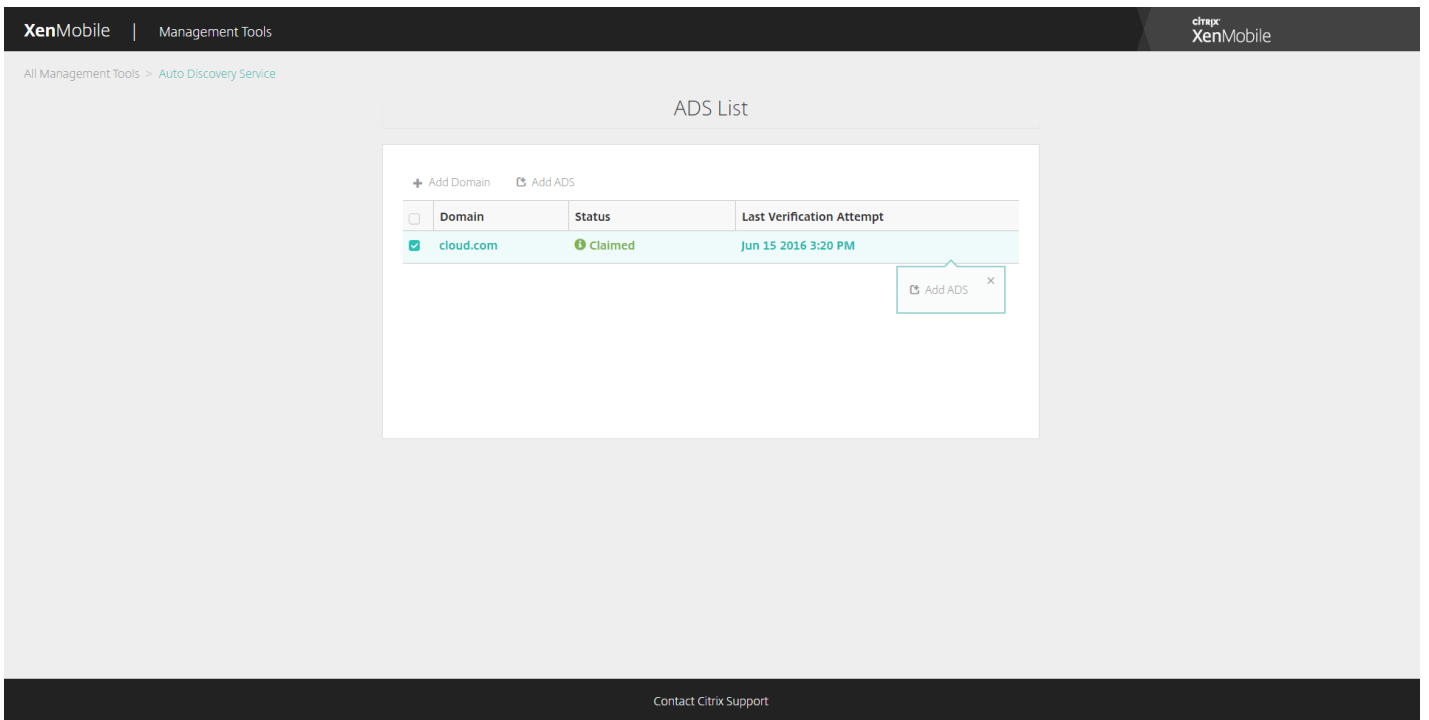 XenMobile | Management Tools
CITRIX
XenMobile
All Management Tools > Auto Discovery Service
ADS List
Add Domain Add ADS
Domain Status Last Verification Attempt
cloud.com Claimed Jun 15 2016 3:20 PM
Add ADS
Contact Citrix Support